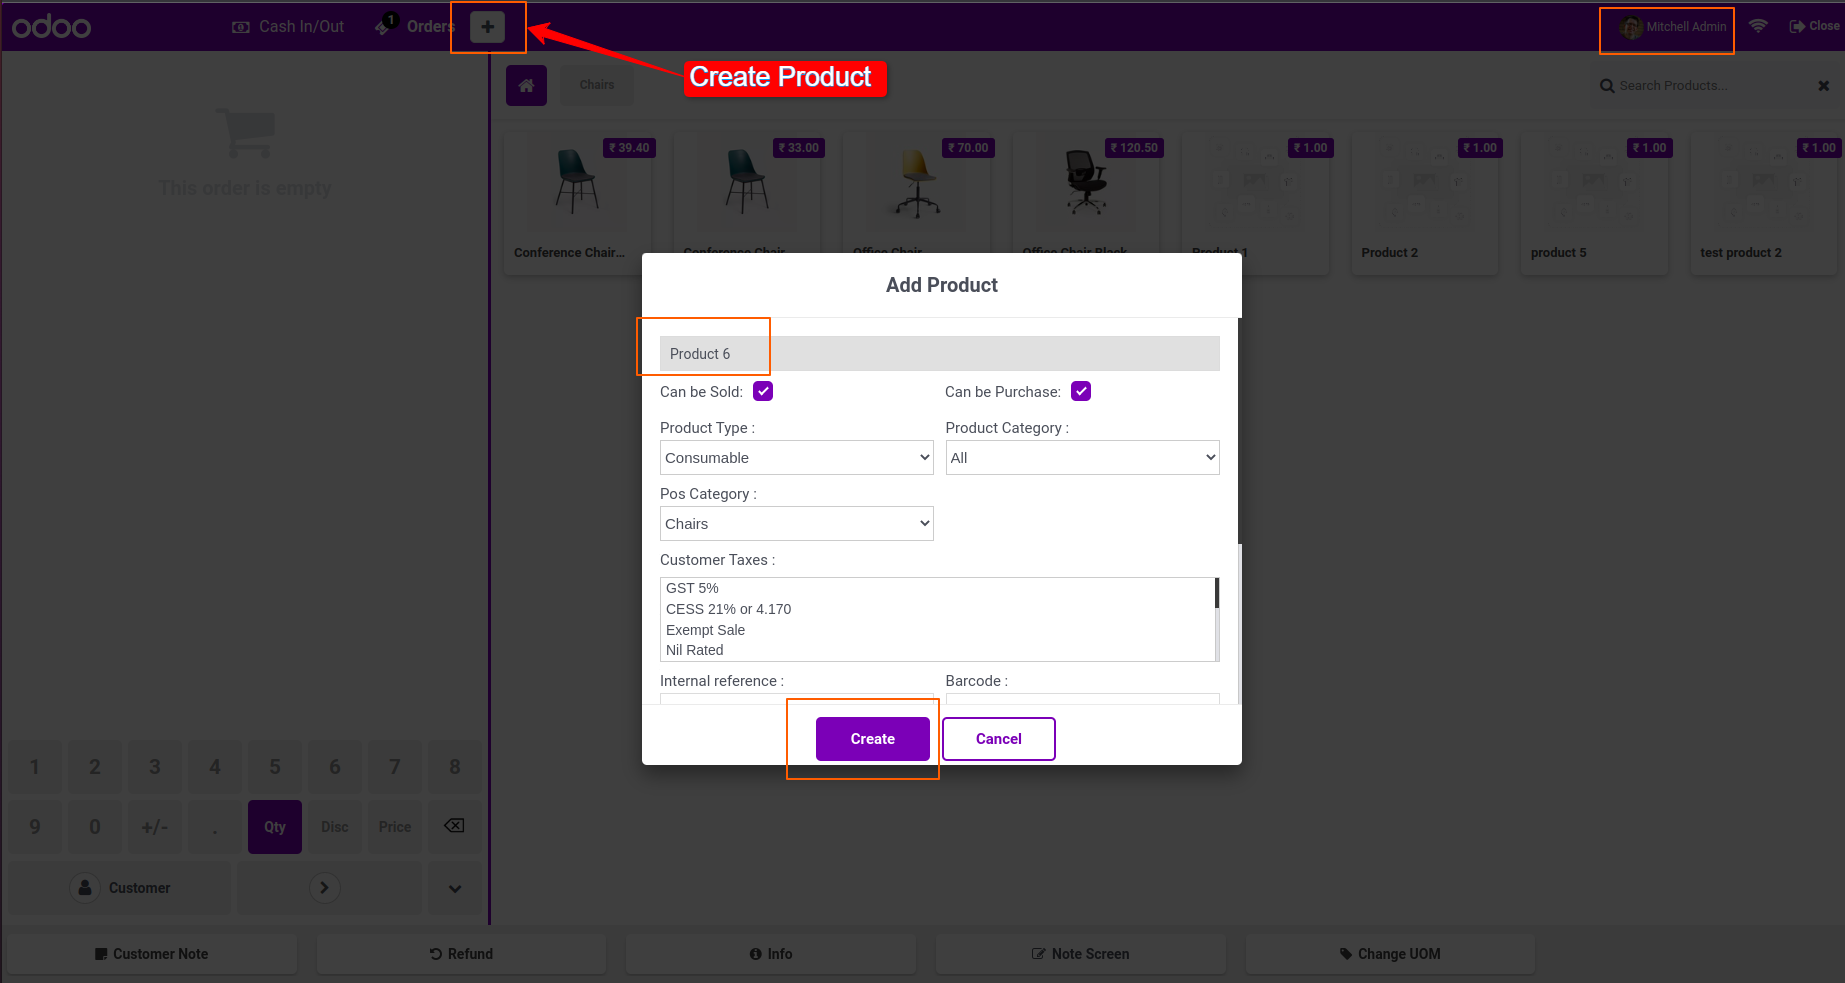 odoo
Cash In/Out
1
Orders
+
Mitchell Admin
Close
Create Product
Chairs
Search Products...
₹ 39.40
₹ 33.00
₹ 70.00
₹ 120.50
₹ 1.00
₹ 1.00
₹ 1.00
₹ 1.00
This order is empty
Conference Chair...
Conference Chair
Office Chair
Office Chair Black
Product 1
Product 2
product 5
test product 2
Add Product
Product 6
Can be Sold:
Can be Purchase:
Product Type :
Product Category :
Consumable
All
Pos Category :
Chairs
Customer Taxes :
GST 5%
CESS 21% or 4.170
Exempt Sale
Nil Rated
Internal reference :
Barcode :
Create
Cancel
1 2 3 4 5 6 7 8
9 0 +/- . Qty Disc Price
Customer
Customer Note
Refund
Info
Note Screen
Change UOM